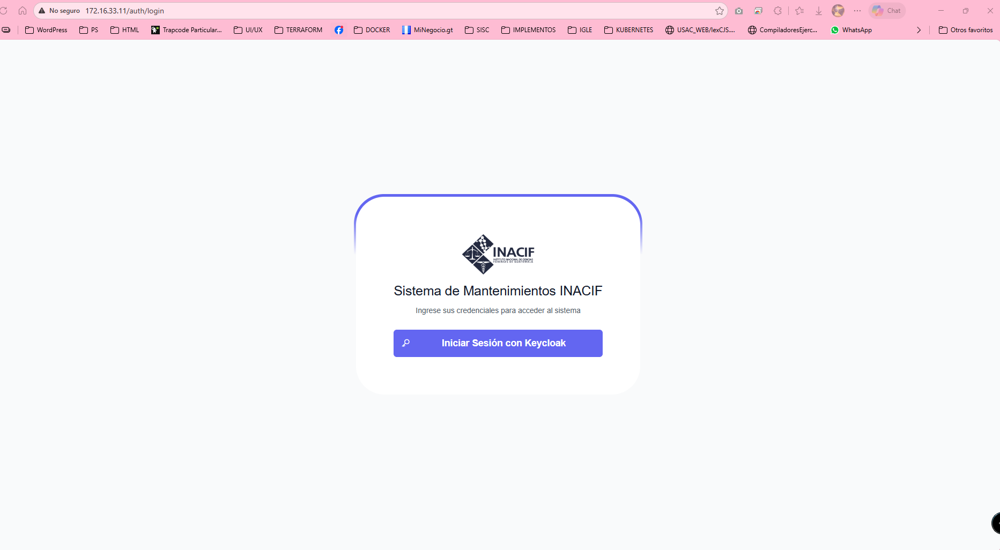 No seguro 172.16.33.11/auth/login Chat
WordPress PS HTML Trapcode Particular... UI/UX TERRAFORM DOCKER MiNegocio.gt SISC IMPLEMENTOS IGLE KUBERNETES USAC_WEB/lexCJS.... CompiladoresEjerc... WhatsApp Otros favoritos
INACIF
INSTITUTO NACIONAL DE CIENCIAS
FORENSES DE GUATEMALA
Sistema de Mantenimientos INACIF
Ingrese sus credenciales para acceder al sistema
Iniciar Sesión con Keycloak